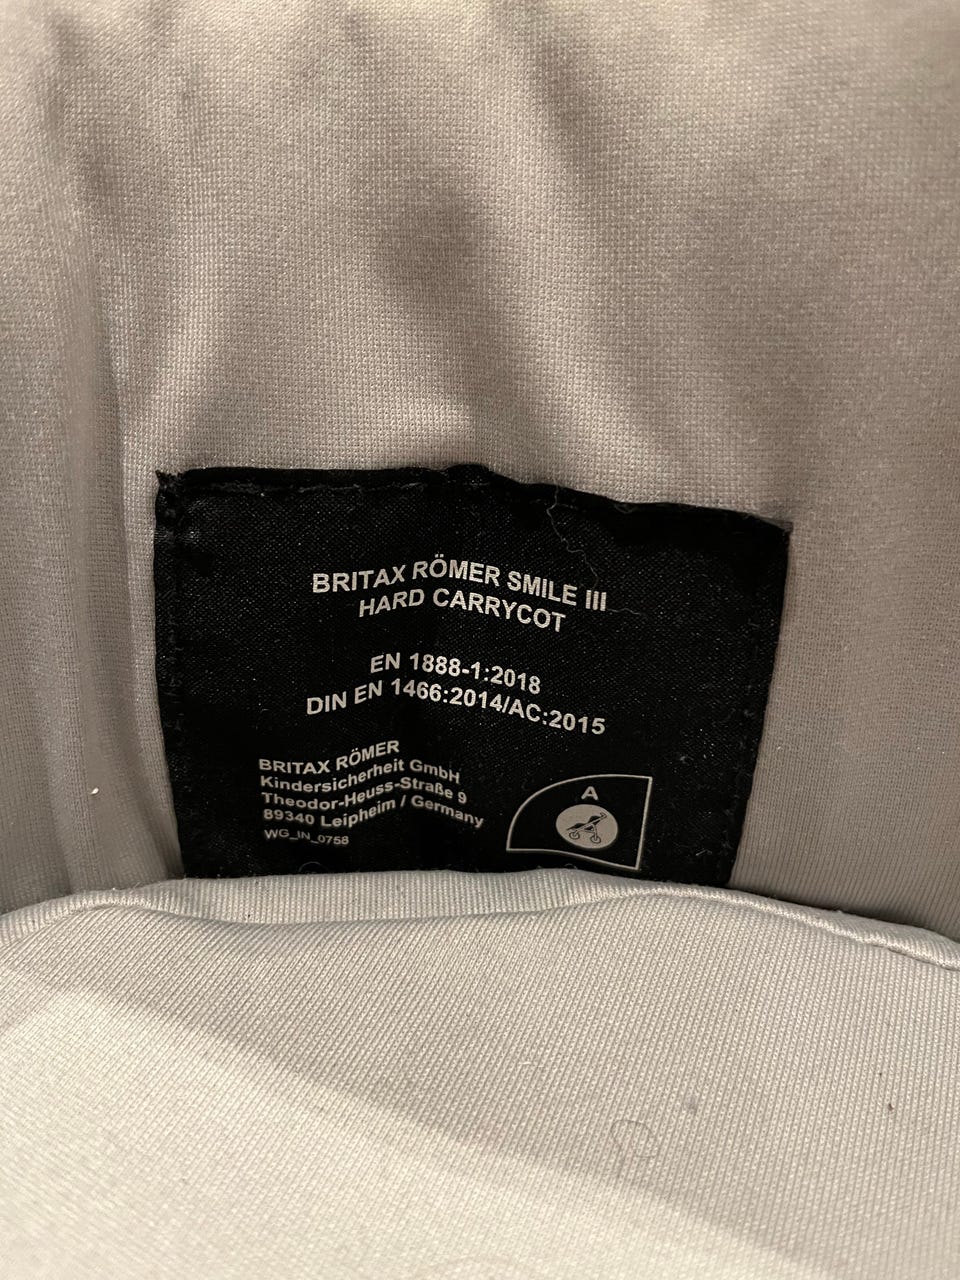 BRITAX RÖMER SMILE III
HARD CARRYCOT
EN 1888-1:2018
DIN EN 1466:2014/AC:2015
BRITAX RÖMER
Kindersicherheit GmbH
Theodor-Heuss-Straße 9
89340 Leipheim / Germany
WG_IN_0758
A